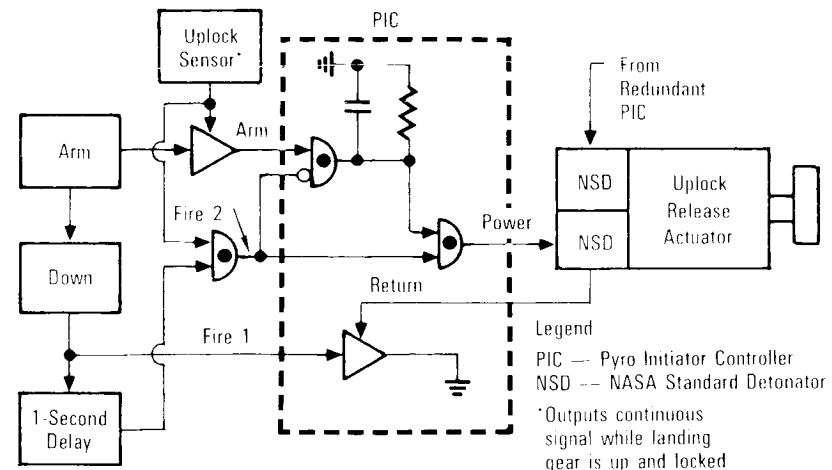 PIC
Uplock
Sensor*
Arm
Arm
Fire 2
Down
Fire 1
1-Second
Delay
Power
Return
From
Redundant
PIC
NSD
NSD
Uplock
Release
Actuator
Legend
PIC — Pyro Initiator Controller
NSD -- NASA Standard Detonator
*Outputs continuous
signal while landing
gear is up and locked